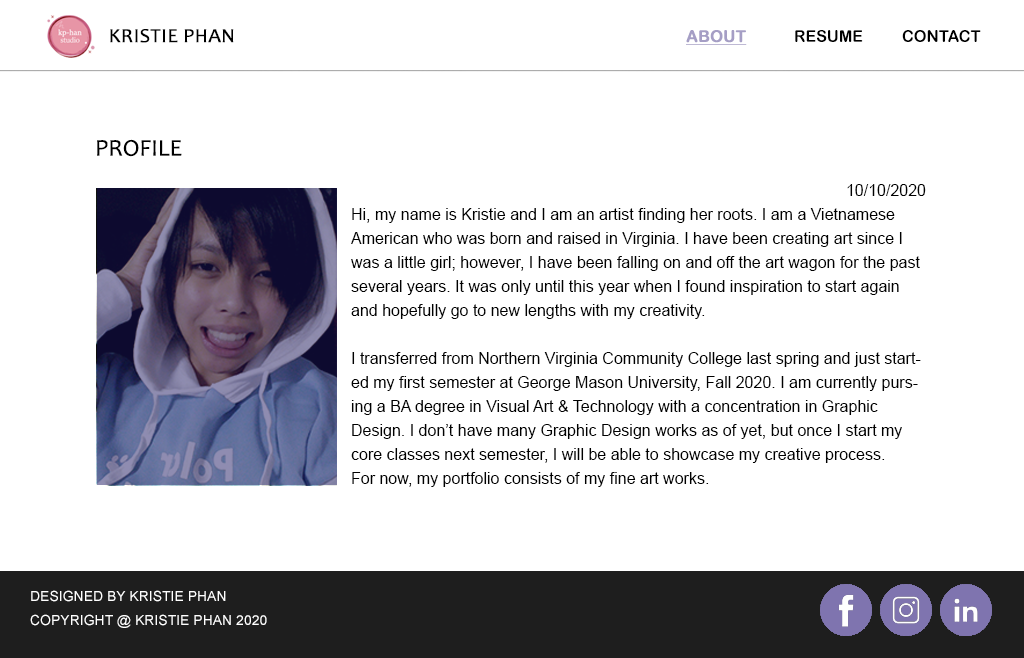 kp-han
studio
KRISTIE PHAN
ABOUT
RESUME
CONTACT
PROFILE
10/10/2020
Hi, my name is Kristie and I am an artist finding her roots. I am a Vietnamese
American who was born and raised in Virginia. I have been creating art since I
was a little girl; however, I have been falling on and off the art wagon for the past
several years. It was only until this year when I found inspiration to start again
and hopefully go to new lengths with my creativity.
I transferred from Northern Virginia Community College last spring and just start-
ed my first semester at George Mason University, Fall 2020. I am currently purs-
ing a BA degree in Visual Art & Technology with a concentration in Graphic
Design. I don’t have many Graphic Design works as of yet, but once I start my
core classes next semester, I will be able to showcase my creative process.
For now, my portfolio consists of my fine art works.
DESIGNED BY KRISTIE PHAN
COPYRIGHT @ KRISTIE PHAN 2020
f
in